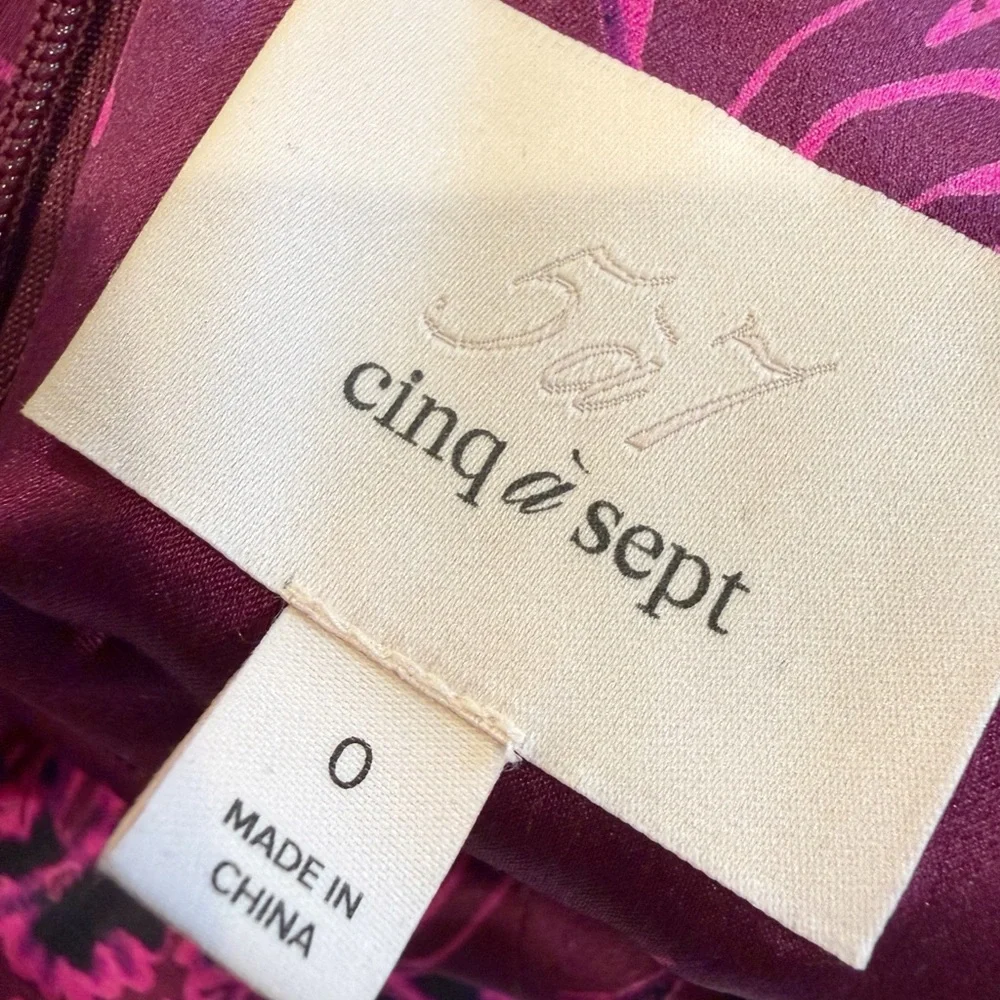 5à7
cinq à sept
0
MADE IN
CHINA